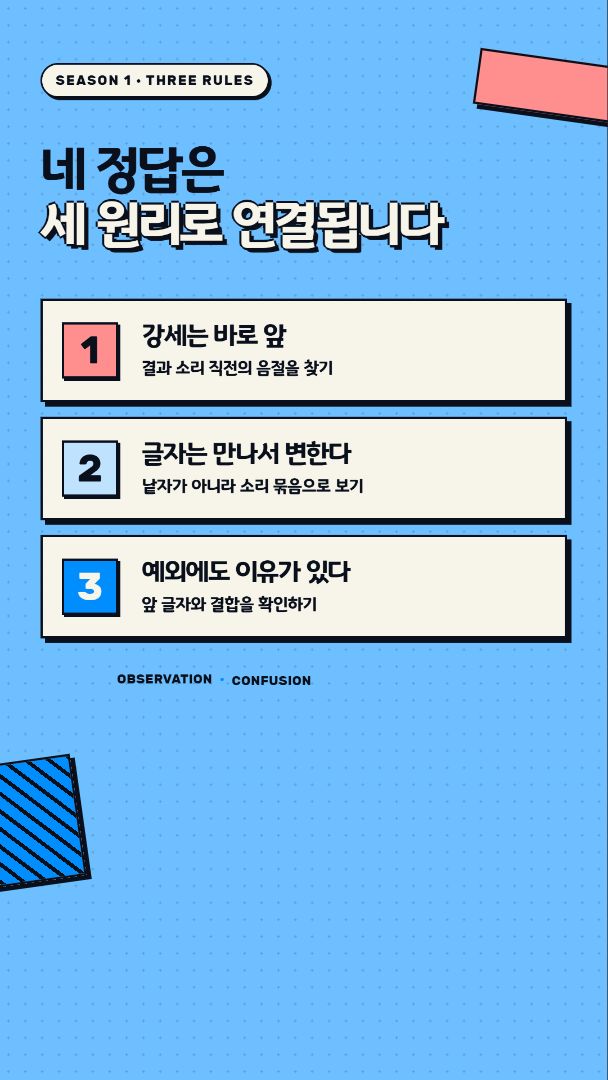 SEASON 1 • THREE RULES
네 정답은
세 원리로 연결됩니다
1
강세는 바로 앞
결과 소리 직전의 음절을 찾기
2
글자는 만나서 변한다
낱자가 아니라 소리 묶음으로 보기
3
예외에도 이유가 있다
앞 글자와 결합을 확인하기
OBSERVATION • CONFUSION